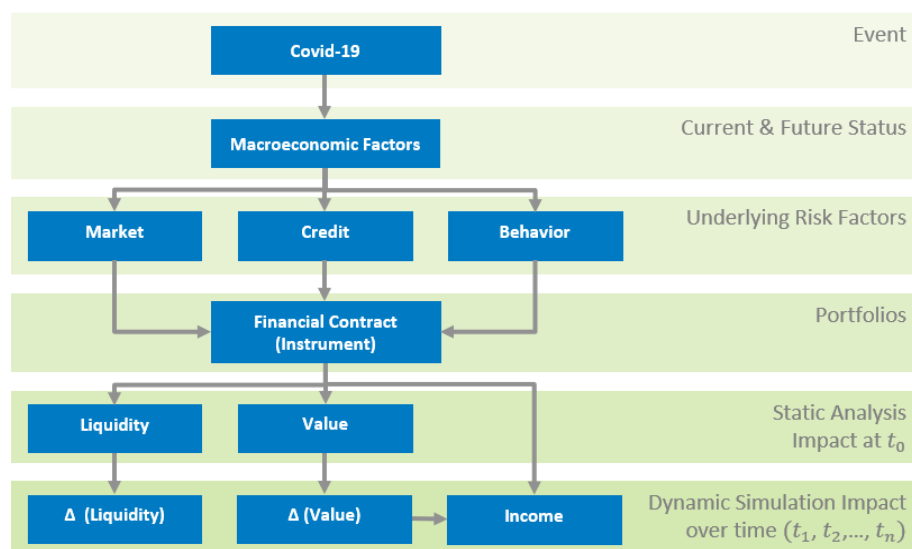 Event
Covid-19
Current & Future Status
Macroeconomic Factors
Underlying Risk Factors
Market
Credit
Behavior
Portfolios
Financial Contract
(Instrument)
Static Analysis
Impact at t₀
Liquidity
Value
Dynamic Simulation Impact
over time (t₁, t₂,..., tₙ)
Δ (Liquidity)
Δ (Value)
Income